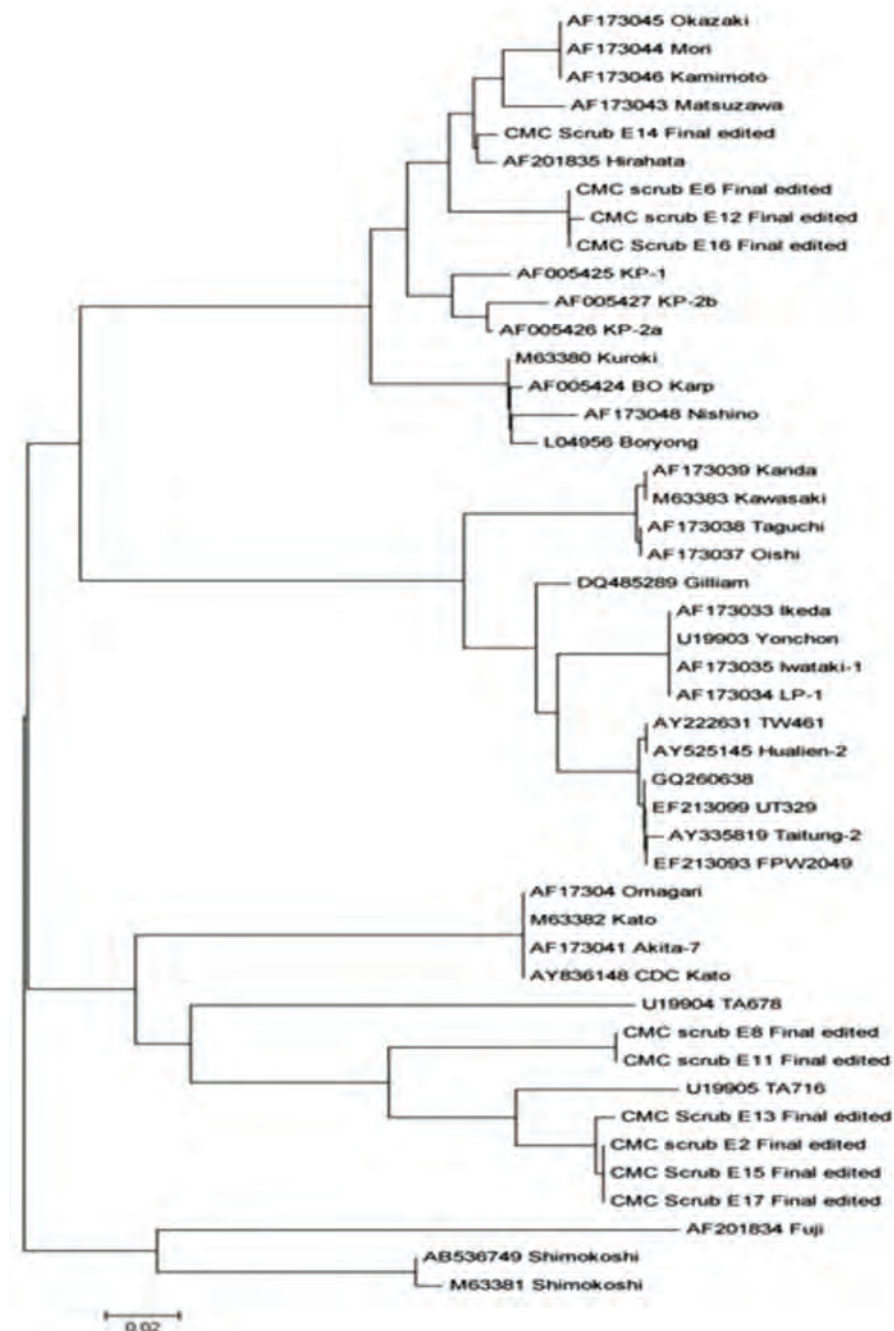 AF173045 Okazaki
AF173044 Mori
AF173046 Kamimoto
AF173043 Matsuzawa
CMC Scrub E14 Final edited
AF201835 Hirahata
CMC scrub E6 Final edited
CMC scrub E12 Final edited
CMC Scrub E16 Final edited
AF005425 KP-1
AF005427 KP-2b
AF005426 KP-2a
M63380 Kuroki
AF005424 BO Karp
AF173048 Nishino
L04956 Boryong
AF173039 Kanda
M63383 Kawasaki
AF173038 Taguchi
AF173037 Oishi
DQ485289 Gilliam
AF173033 Ikeda
U19903 Yonchon
AF173035 Iwataki-1
AF173034 LP-1
AY222631 TW461
AY525145 Hualien-2
GQ260638
EF213099 UT329
AY335819 Taitung-2
EF213093 FPW2049
AF17304 Omagari
M63382 Kato
AF173041 Akita-7
AY836148 CDC Kato
U19904 TA678
CMC scrub E8 Final edited
CMC scrub E11 Final edited
U19905 TA716
CMC Scrub E13 Final edited
CMC scrub E2 Final edited
CMC Scrub E15 Final edited
CMC Scrub E17 Final edited
AF201834 Fuji
AB536749 Shimokoshi
M63381 Shimokoshi
0.02